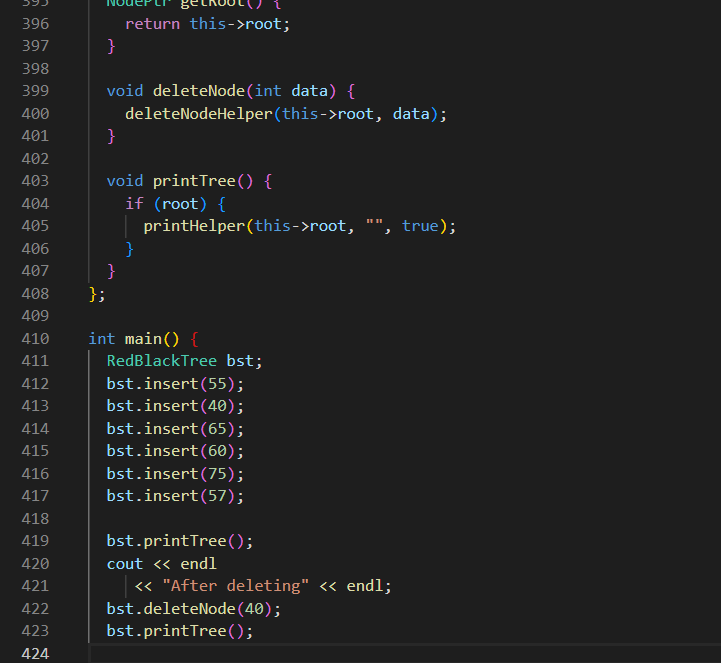 395 NodePtr getRoot() {
396 return this->root;
397 }
398
399 void deleteNode(int data) {
400 deleteNodeHelper(this->root, data);
401 }
402
403 void printTree() {
404 if (root) {
405 printHelper(this->root, "", true);
406 }
407 }
408 };
409
410 int main() {
411 RedBlackTree bst;
412 bst.insert(55);
413 bst.insert(40);
414 bst.insert(65);
415 bst.insert(60);
416 bst.insert(75);
417 bst.insert(57);
418
419 bst.printTree();
420 cout << endl
421 << "After deleting" << endl;
422 bst.deleteNode(40);
423 bst.printTree();
424